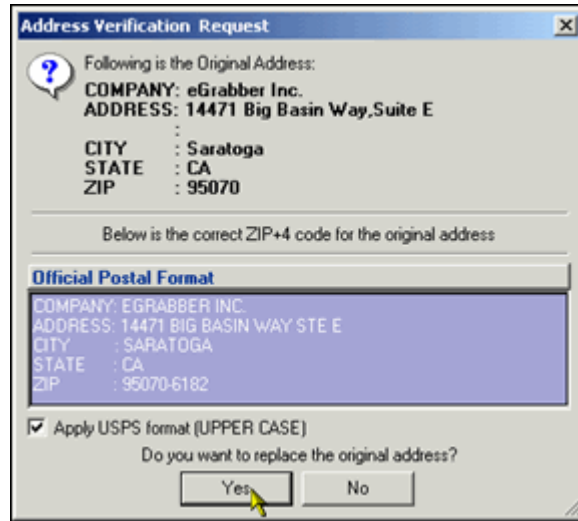 Address Verification Request
Following is the Original Address:
COMPANY: eGrabber Inc.
ADDRESS: 14471 Big Basin Way,Suite E
:
CITY : Saratoga
STATE : CA
ZIP : 95070
Below is the correct ZIP+4 code for the original address
Official Postal Format
COMPANY: EGRABBER INC.
ADDRESS: 14471 BIG BASIN WAY STE E
CITY : SARATOGA
STATE : CA
ZIP : 95070-6182
Apply USPS format (UPPER CASE)
Do you want to replace the original address?
Yes No